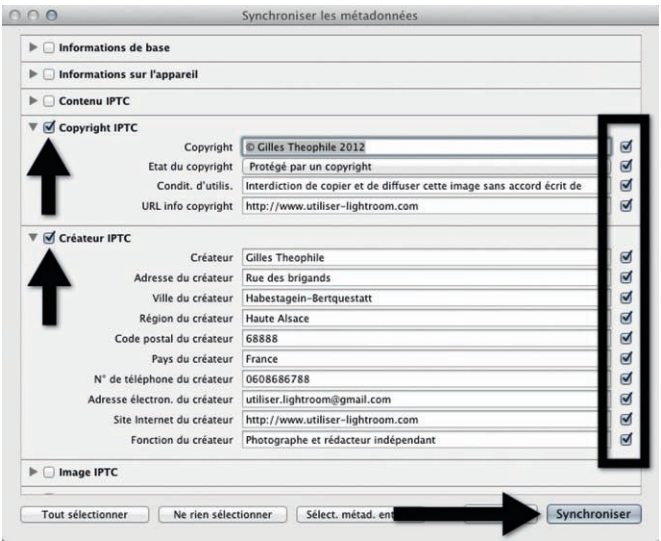 Synchroniser les métadonnées
Informations de base
Informations sur l'appareil
Contenu IPTC
Copyright IPTC
Copyright © Gilles Theophile 2012
Etat du copyright Protégé par un copyright
Condit. d'utilis. Interdiction de copier et de diffuser cette image sans accord écrit de
URL info copyright http://www.utiliser-lightroom.com
Créateur IPTC
Créateur Gilles Theophile
Adresse du créateur Rue des brigands
Ville du créateur Habestagein-Bertquestatt
Région du créateur Haute Alsace
Code postal du créateur 68888
Pays du créateur France
N° de téléphone du créateur 0608686788
Adresse électron. du créateur utiliser.lightroom@gmail.com
Site Internet du créateur http://www.utiliser-lightroom.com
Fonction du créateur Photographe et rédacteur indépendant
Image IPTC
Tout sélectionner Ne rien sélectionner Sélect. métad. Synchroniser